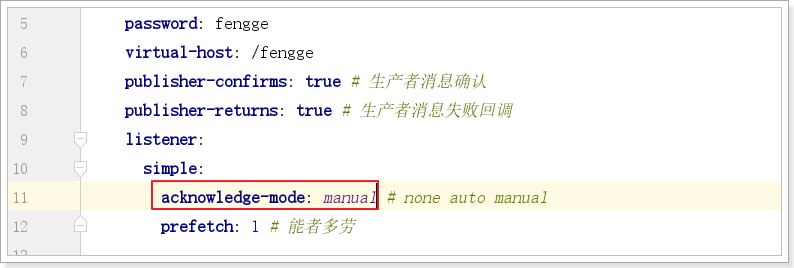 5 password: fengge
6 virtual-host: /fengge
7 publisher-confirms: true # 生产者消息确认
8 publisher-returns: true # 生产者消息失败回调
9 listener:
10 simple:
11 acknowledge-mode: manual # none auto manual
12 prefetch: 1 # 能者多劳
13